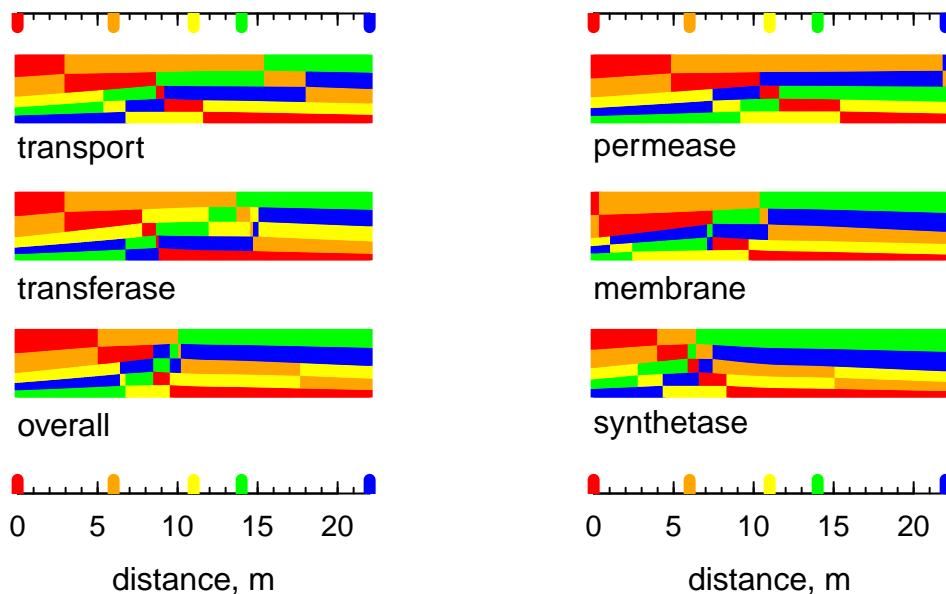 transport
permease
transferase
membrane
overall
synthetase
0 5 10 15 20
0 5 10 15 20
distance, m
distance, m